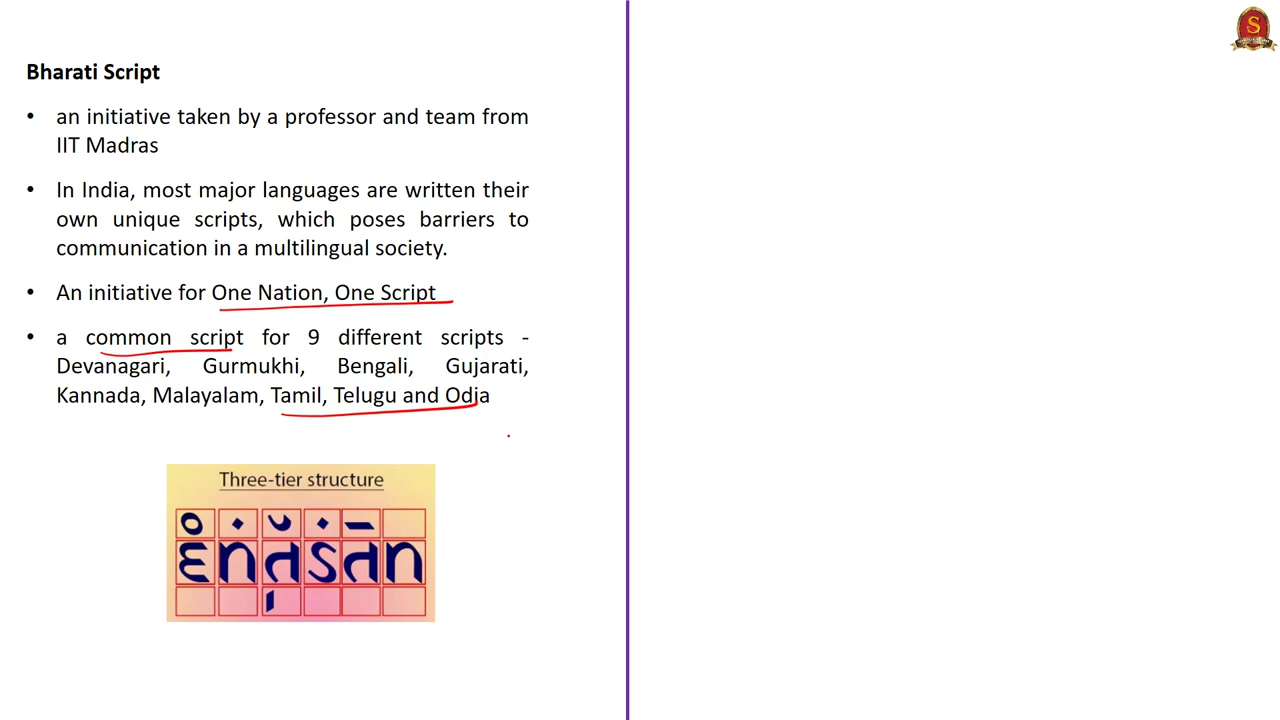 Bharati Script
• an initiative taken by a professor and team from
IIT Madras
• In India, most major languages are written their
own unique scripts, which poses barriers to
communication in a multilingual society.
• An initiative for One Nation, One Script
• a common script for 9 different scripts -
Devanagari, Gurmukhi, Bengali, Gujarati,
Kannada, Malayalam, Tamil, Telugu and Odia
Three-tier structure
S